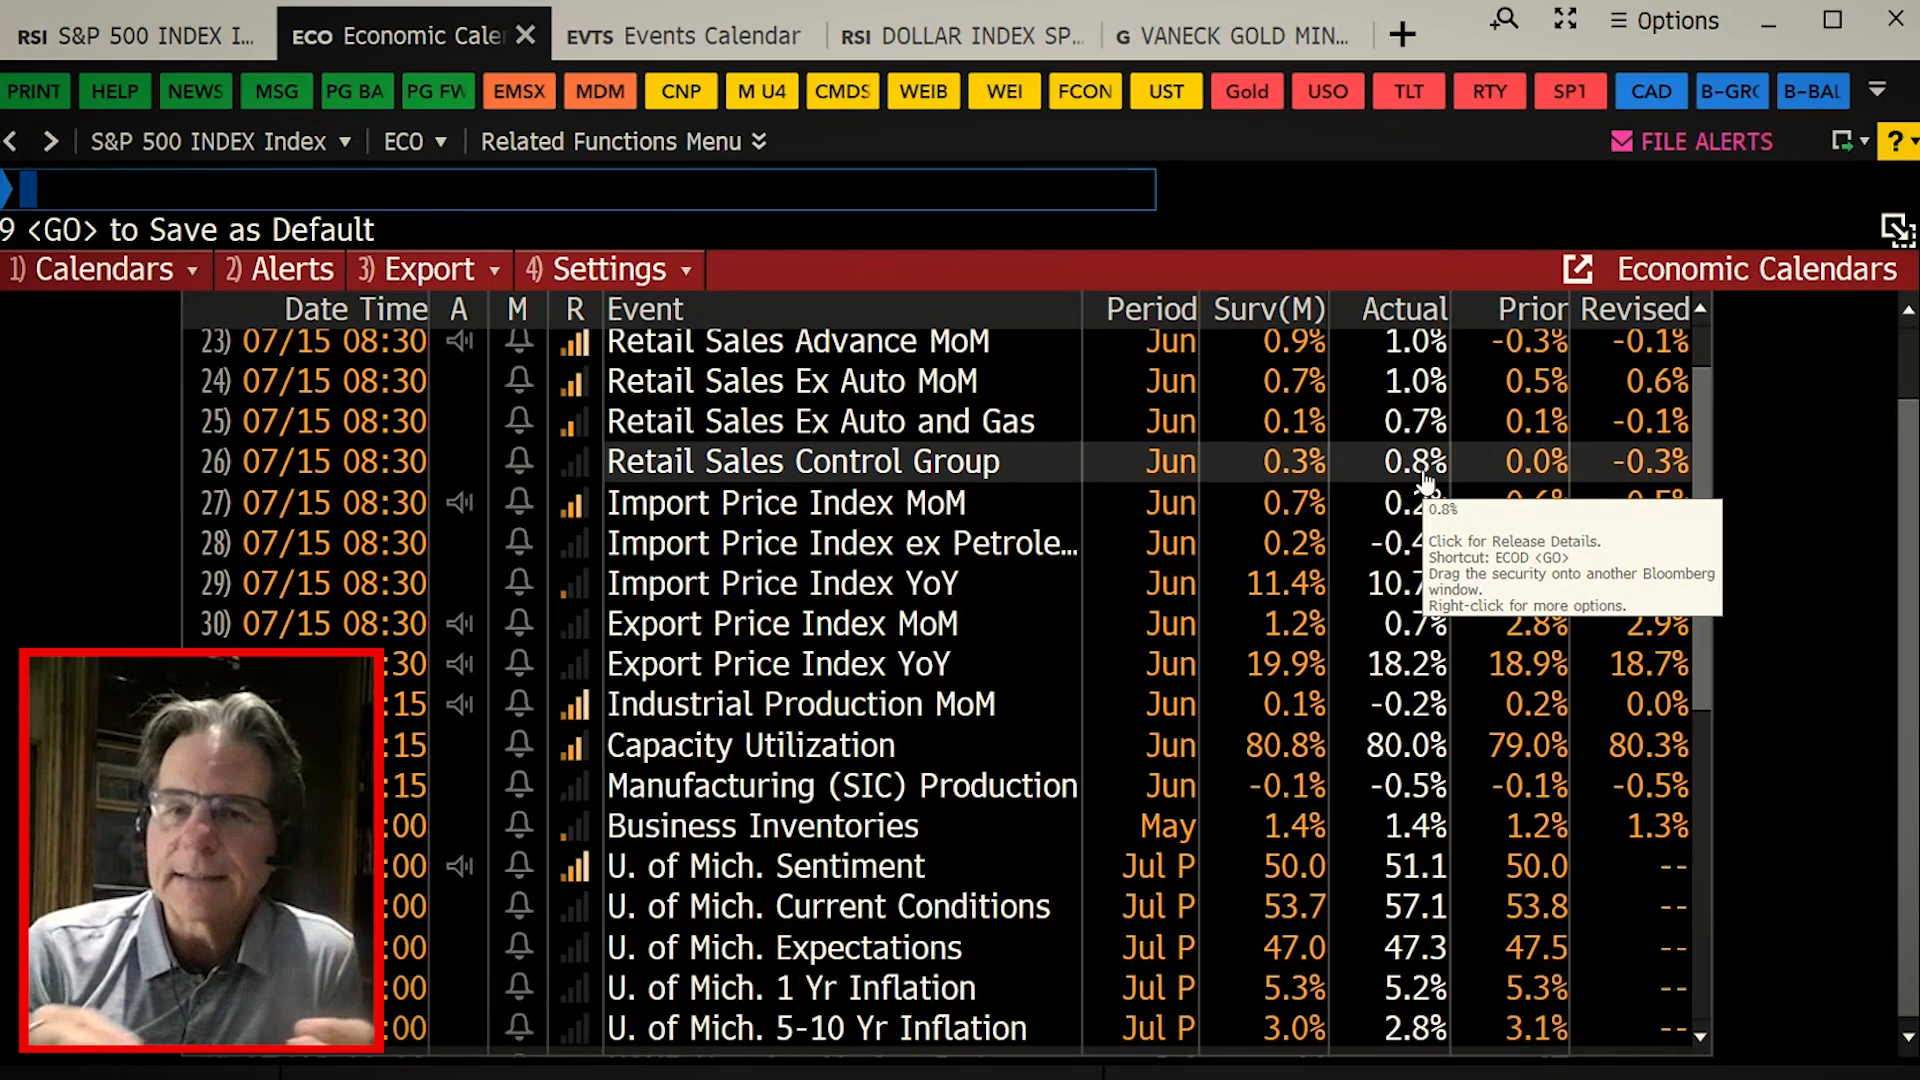 RSI S&P 500 INDEX I... ECO Economic Cale EVTS Events Calendar RSI DOLLAR INDEX SP... G VANECK GOLD MIN... Options
PRINT HELP NEWS MSG PG BA PG FW EMSX MDM CNP M U4 CMDS WEIB WEI FCON UST Gold USO TLT RTY SP1 CAD B-GRC B-BAL
S&P 500 INDEX Index ECO Related Functions Menu FILE ALERTS ?
9 <GO> to Save as Default
1) Calendars 2) Alerts 3) Export 4) Settings Economic Calendars
Date Time A M R Event Period Surv(M) Actual Prior Revised
23) 07/15 08:30 Retail Sales Advance MoM Jun 0.9% 1.0% -0.3% -0.1%
24) 07/15 08:30 Retail Sales Ex Auto MoM Jun 0.7% 1.0% 0.5% 0.6%
25) 07/15 08:30 Retail Sales Ex Auto and Gas Jun 0.1% 0.7% 0.1% -0.1%
26) 07/15 08:30 Retail Sales Control Group Jun 0.3% 0.8% 0.0% -0.3%
27) 07/15 08:30 Import Price Index MoM Jun 0.7%
28) 07/15 08:30 Import Price Index ex Petrole... Jun 0.2%
29) 07/15 08:30 Import Price Index YoY Jun 11.4% 10.7
30) 07/15 08:30 Export Price Index MoM Jun 1.2% 0.7% 2.8% 2.9%
:30 Export Price Index YoY Jun 19.9% 18.2% 18.9% 18.7%
:15 Industrial Production MoM Jun 0.1% -0.2% 0.2% 0.0%
:15 Capacity Utilization Jun 80.8% 80.0% 79.0% 80.3%
:15 Manufacturing (SIC) Production Jun -0.1% -0.5% -0.1% -0.5%
:00 Business Inventories May 1.4% 1.4% 1.2% 1.3%
:00 U. of Mich. Sentiment Jul P 50.0 51.1 50.0 --
:00 U. of Mich. Current Conditions Jul P 53.7 57.1 53.8 --
:00 U. of Mich. Expectations Jul P 47.0 47.3 47.5 --
:00 U. of Mich. 1 Yr Inflation Jul P 5.3% 5.2% 5.3% --
:00 U. of Mich. 5-10 Yr Inflation Jul P 3.0% 2.8% 3.1% --
0.8%
Click for Release Details.
Shortcut: ECOD <GO>
Drag the security onto another Bloomberg
window.
Right-click for more options.